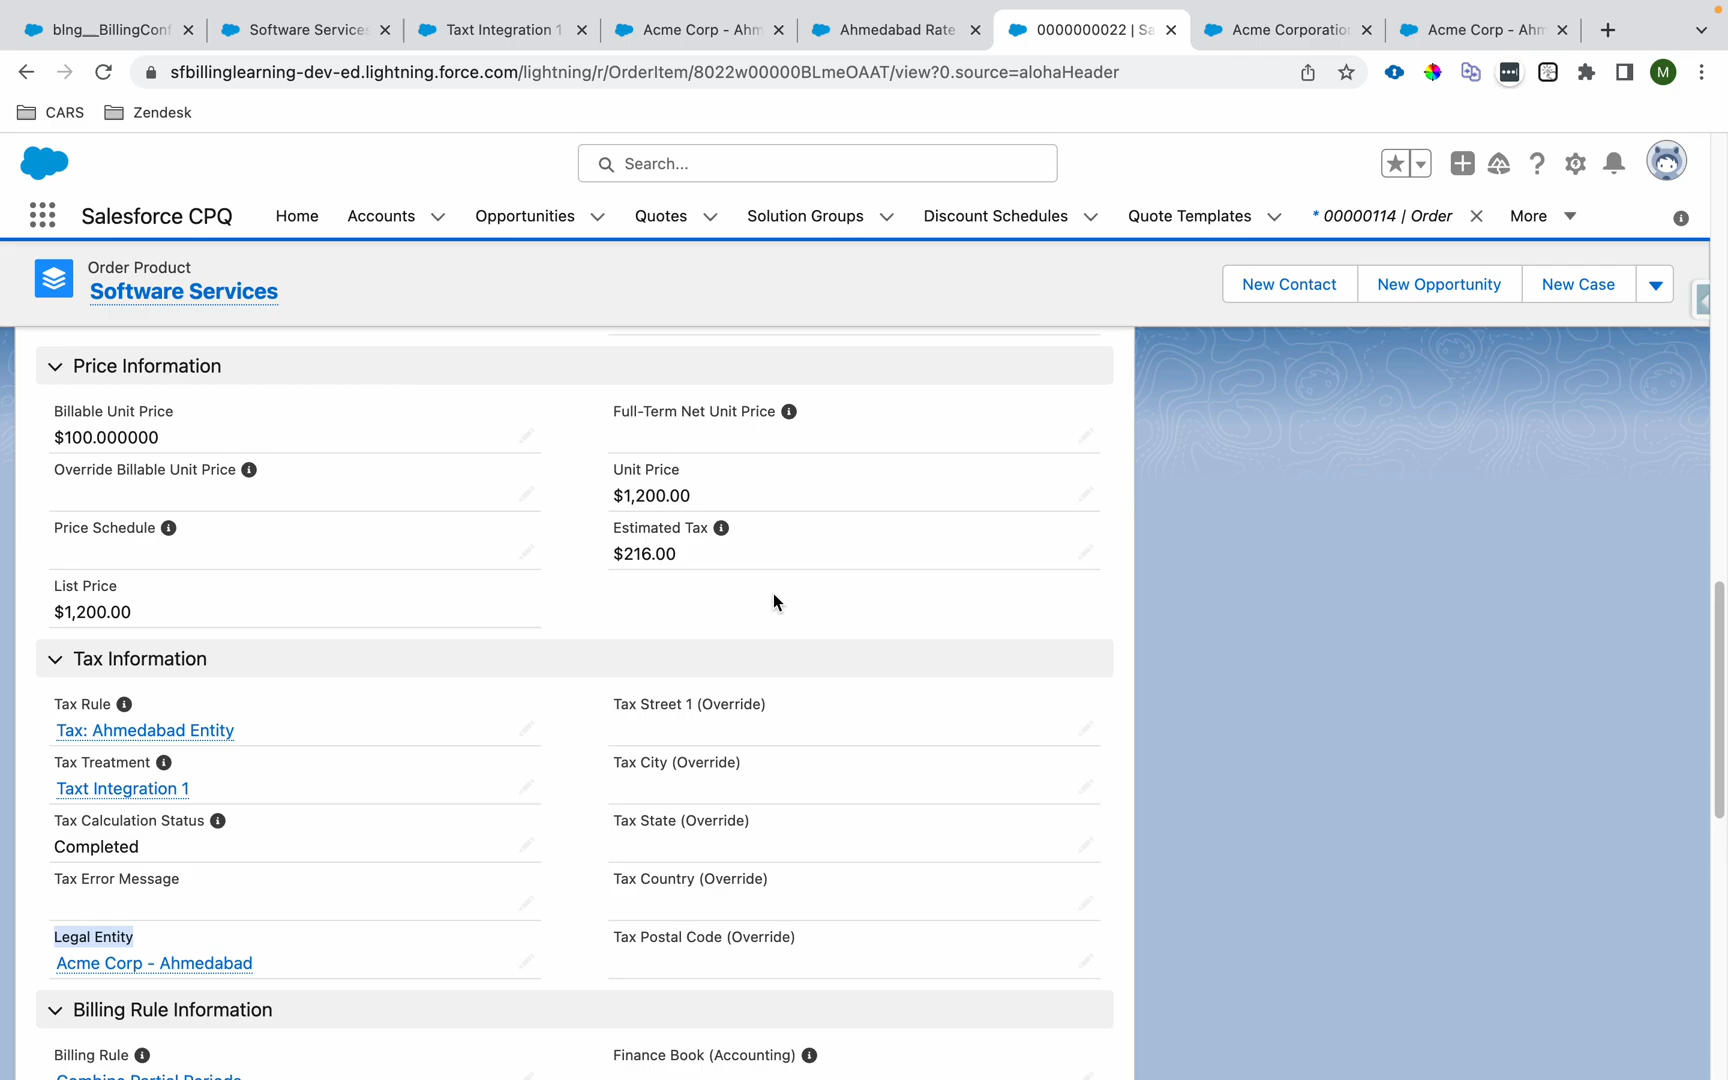 blng__BillingConf
Software Services
Taxt Integration 1
Acme Corp - Ahm
Ahmedabad Rate
0000000022 | Sa
Acme Corporation
Acme Corp - Ahm
sfbillinglearning-dev-ed.lightning.force.com/lightning/r/OrderItem/8022w00000BLmeOAAT/view?0.source=alohaHeader
M
CARS
Zendesk
Search...
Salesforce CPQ
Home
Accounts
Opportunities
Quotes
Solution Groups
Discount Schedules
Quote Templates
* 00000114 | Order
More
Order Product
Software Services
New Contact
New Opportunity
New Case
Price Information
Billable Unit Price
$100.000000
Full-Term Net Unit Price
Override Billable Unit Price
Unit Price
$1,200.00
Price Schedule
Estimated Tax
$216.00
List Price
$1,200.00
Tax Information
Tax Rule
Tax: Ahmedabad Entity
Tax Street 1 (Override)
Tax Treatment
Taxt Integration 1
Tax City (Override)
Tax Calculation Status
Completed
Tax State (Override)
Tax Error Message
Tax Country (Override)
Legal Entity
Acme Corp - Ahmedabad
Tax Postal Code (Override)
Billing Rule Information
Billing Rule
Finance Book (Accounting)
Combine Partial Periods